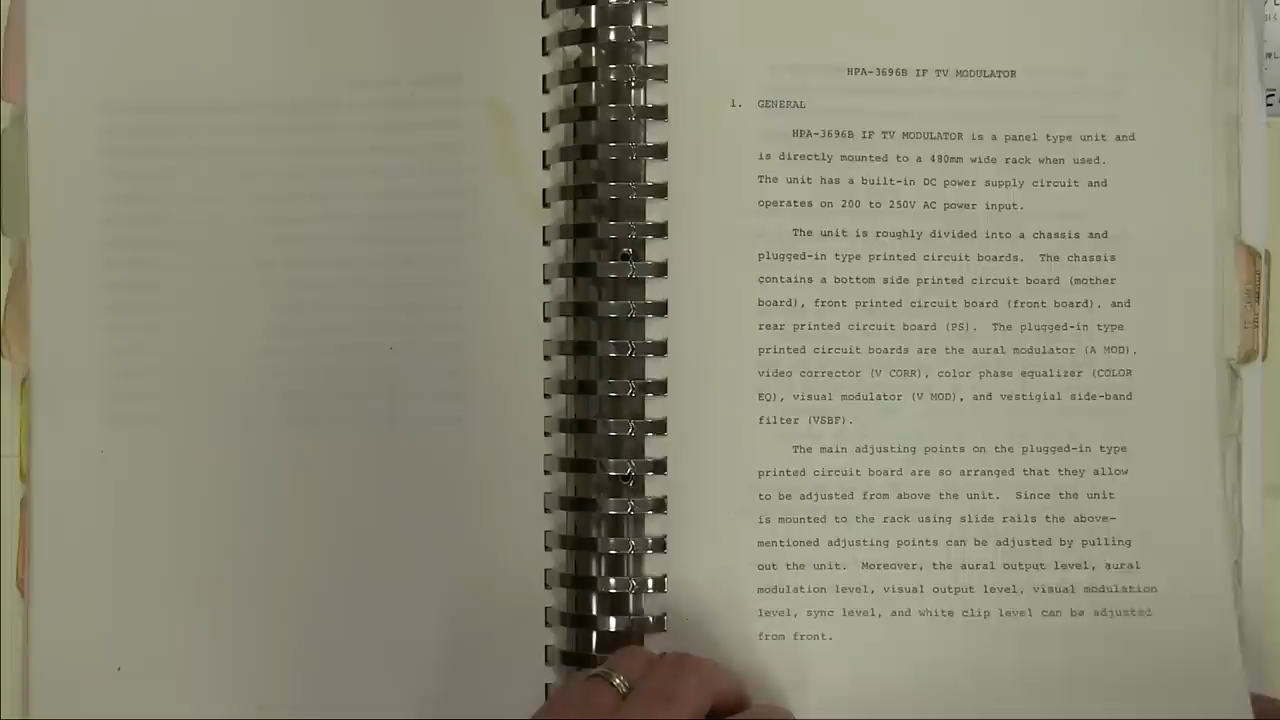 HPA-3696B IF TV MODULATOR
1. GENERAL
HPA-3696B IF TV MODULATOR is a panel type unit and
is directly mounted to a 480mm wide rack when used.
The unit has a built-in DC power supply circuit and
operates on 200 to 250V AC power input.
The unit is roughly divided into a chassis and
plugged-in type printed circuit boards. The chassis
contains a bottom side printed circuit board (mother
board), front printed circuit board (front board), and
rear printed circuit board (PS). The plugged-in type
printed circuit boards are the aural modulator (A MOD),
video corrector (V CORR), color phase equalizer (COLOR
EQ), visual modulator (V MOD), and vestigial side-band
filter (VSBF).
The main adjusting points on the plugged-in type
printed circuit board are so arranged that they allow
to be adjusted from above the unit. Since the unit
is mounted to the rack using slide rails the above-
mentioned adjusting points can be adjusted by pulling
out the unit. Moreover, the aural output level, aural
modulation level, visual output level, visual modulation
level, sync level, and white clip level can be adjusted
from front.